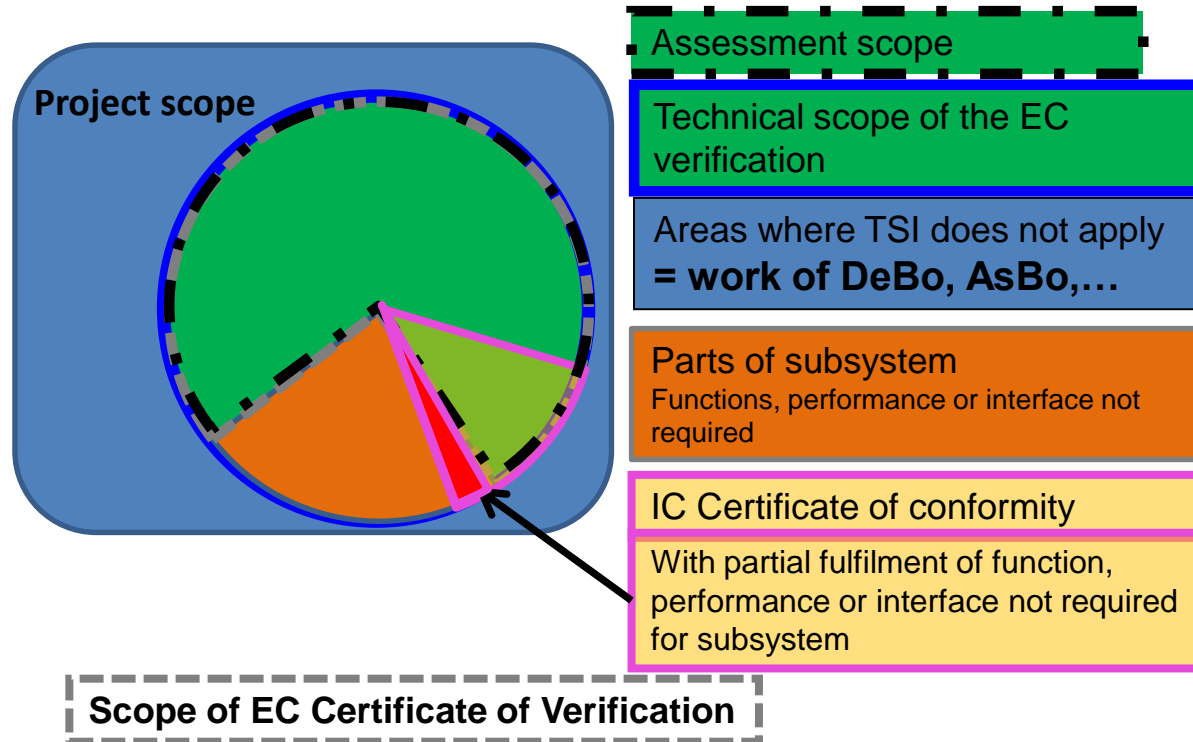 Project scope
Assessment scope
Technical scope of the EC
verification
Areas where TSI does not apply
= work of DeBo, AsBo,…
Parts of subsystem
Functions, performance or interface not
required
IC Certificate of conformity
With partial fulfilment of function,
performance or interface not required
for subsystem
Scope of EC Certificate of Verification